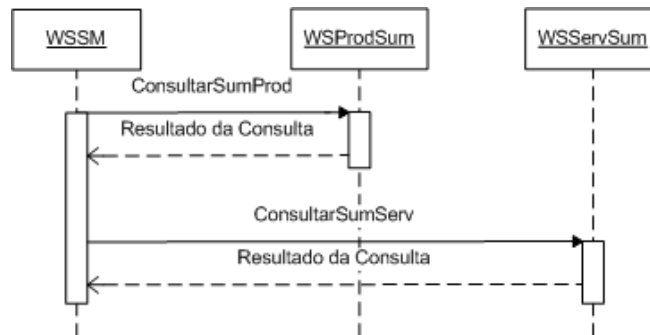 WSSM
WSProdSum
WSServSum
ConsultarSumProd
Resultado da Consulta
ConsultarSumServ
Resultado da Consulta